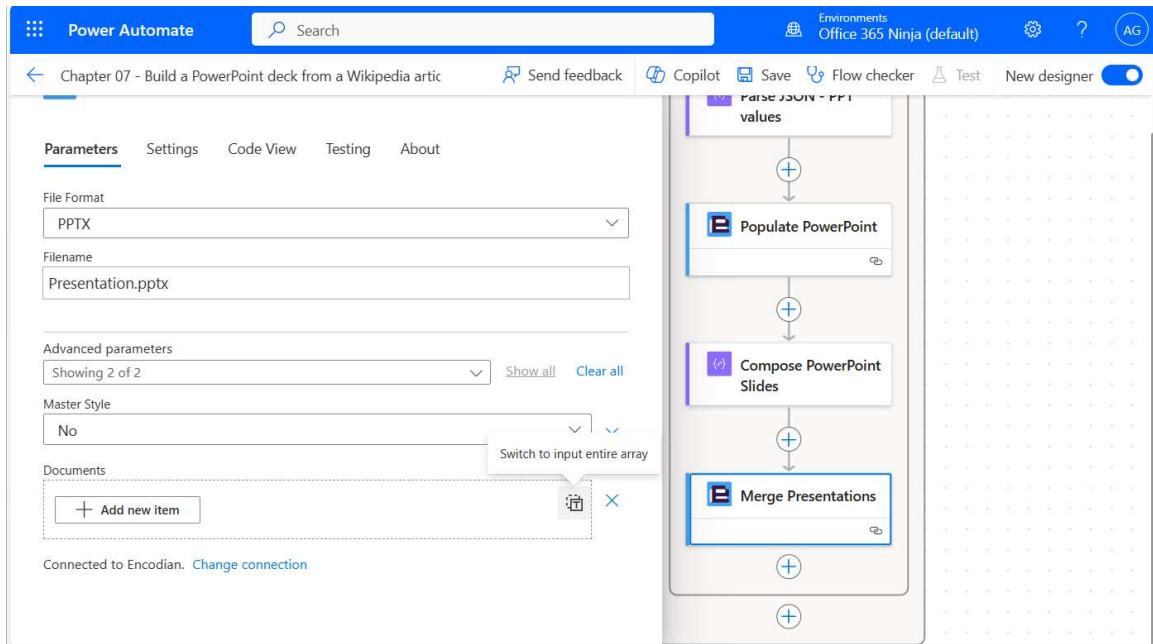 Power Automate
Search
Environments
Office 365 Ninja (default)
AG
Chapter 07 - Build a PowerPoint deck from a Wikipedia artic
Send feedback
Copilot
Save
Flow checker
Test
New designer
Parameters
Settings
Code View
Testing
About
File Format
PPTX
Filename
Presentation.pptx
Advanced parameters
Showing 2 of 2
Show all
Clear all
Master Style
No
Switch to input entire array
Documents
Add new item
Connected to Encodian. Change connection
Parse JSON - PPT
values
Populate PowerPoint
Compose PowerPoint
Slides
Merge Presentations